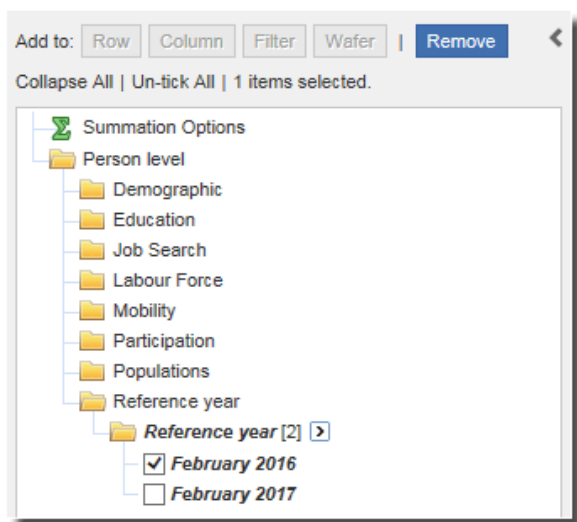 Add to: Row Column Filter Wafer | Remove
Collapse All | Un-tick All | 1 items selected.
Summation Options
Person level
Demographic
Education
Job Search
Labour Force
Mobility
Participation
Populations
Reference year
Reference year [2]
February 2016
February 2017